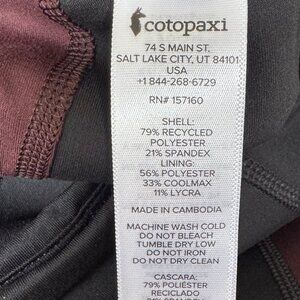 cotopaxi
74 S MAIN ST.
SALT LAKE CITY, UT 84101
USA
+1 844-268-6729
RN# 157160
SHELL:
79% RECYCLED
POLYESTER
21% SPANDEX
LINING:
56% POLYESTER
33% COOLMAX
11% LYCRA
MADE IN CAMBODIA
MACHINE WASH COLD
DO NOT BLEACH
TUMBLE DRY LOW
DO NOT IRON
DO NOT DRY CLEAN
CASCARA:
79% POLIÉSTER
RECICLADO